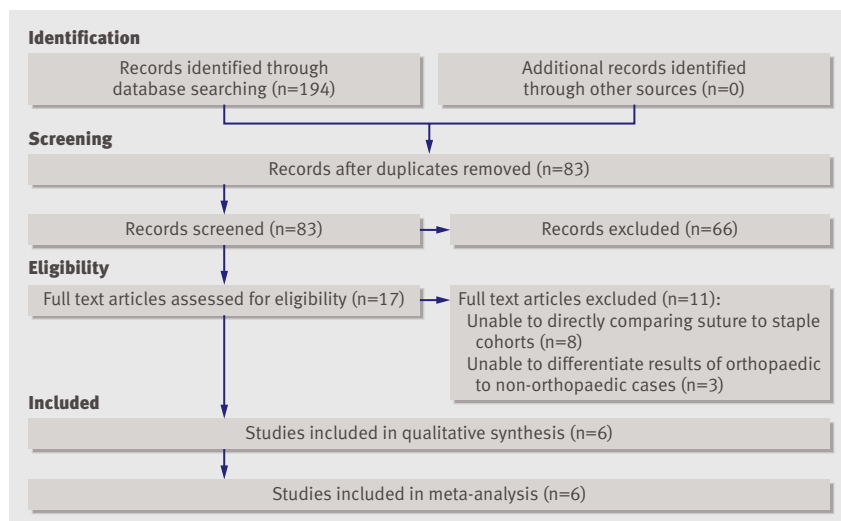 Identification
Records identified through
database searching (n=194)
Additional records identified
through other sources (n=0)
Screening
Records after duplicates removed (n=83)
Records screened (n=83)
Records excluded (n=66)
Eligibility
Full text articles assessed for eligibility (n=17)
Full text articles excluded (n=11):
Unable to directly comparing suture to staple
cohorts (n=8)
Unable to differentiate results of orthopaedic
to non-orthopaedic cases (n=3)
Included
Studies included in qualitative synthesis (n=6)
Studies included in meta-analysis (n=6)